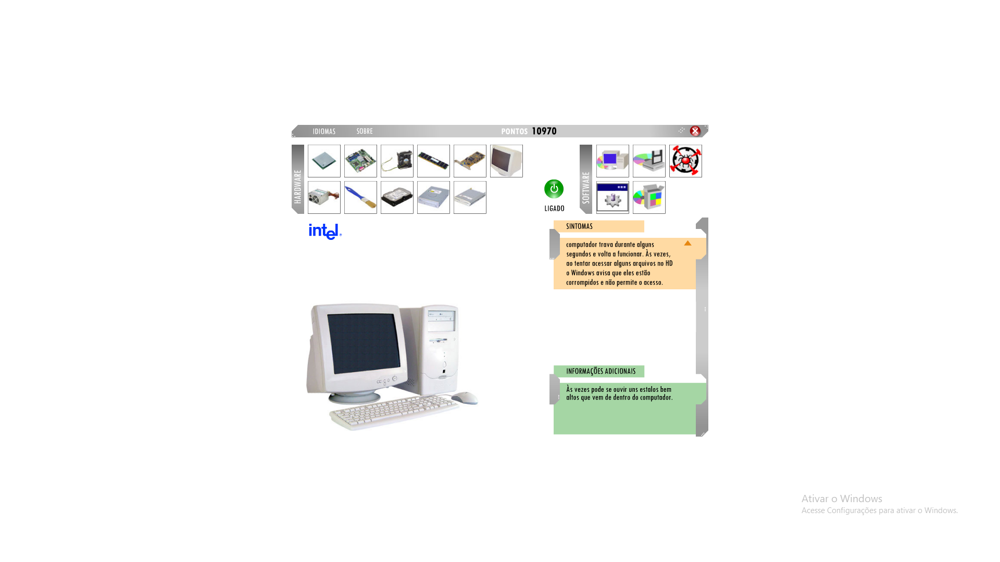 IDIOMAS SOBRE PONTOS 10970
HARDWARE
SOFTWARE
LIGADO
intel®
SINTOMAS
computador trava durante alguns
segundos e volta a funcionar. Às vezes,
ao tentar acessar alguns arquivos no HD
o Windows avisa que eles estão
corrompidos e não permite o acesso.
INFORMAÇÕES ADICIONAIS
Às vezes pode se ouvir uns estalos bem
altos que vem de dentro do computador.
Ativar o Windows
Acesse Configurações para ativar o Windows.